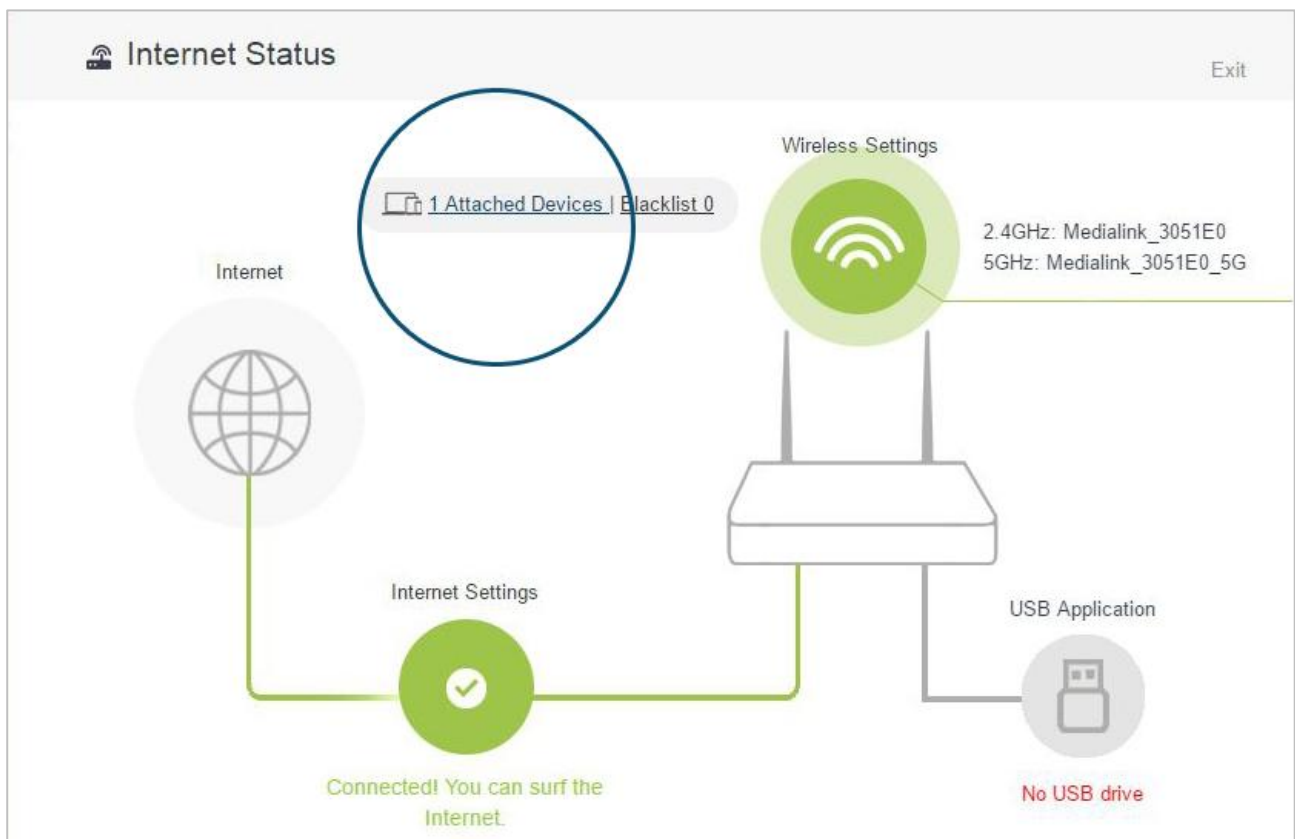 Internet Status
Exit
Wireless Settings
1 Attached Devices | Blacklist 0
2.4GHz: Medialink_3051E0
5GHz: Medialink_3051E0_5G
Internet
Internet Settings
USB Application
Connected! You can surf the
Internet.
No USB drive